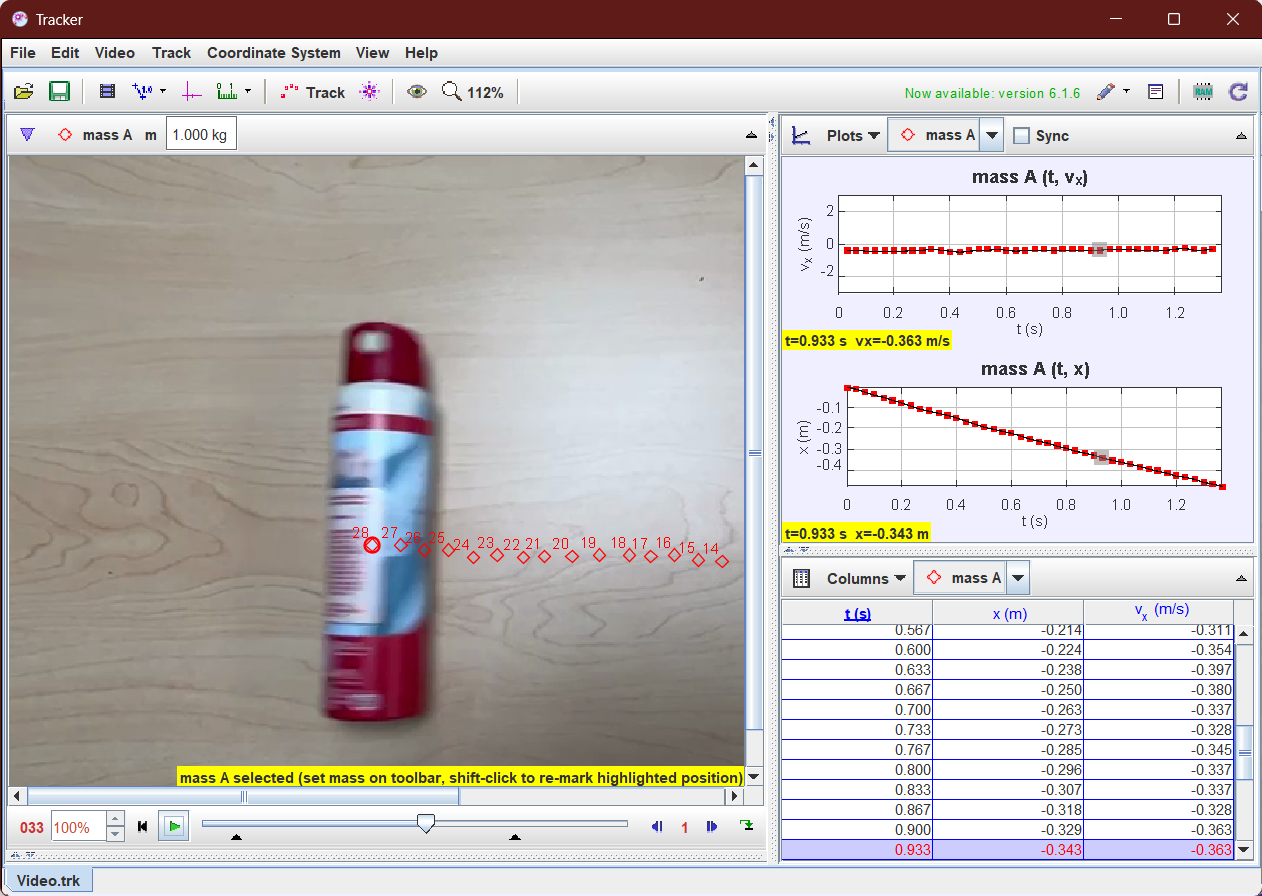 Tracker
File Edit Video Track Coordinate System View Help
Track 112% Now available: version 6.1.6
mass A m 1.000 kg
Plots mass A Sync
mass A (t, vx)
2
0
-2
vx (m/s)
0 0.2 0.4 0.6 0.8 1.0 1.2
t (s)
t=0.933 s vx=-0.363 m/s
mass A (t, x)
-0.1
-0.2
-0.3
-0.4
x (m)
0 0.2 0.4 0.6 0.8 1.0 1.2
t (s)
t=0.933 s x=-0.343 m
28 27 26 25 24 23 22 21 20 19 18 17 16 15 14
mass A selected (set mass on toolbar, shift-click to re-mark highlighted position)
033 100% 1
Columns mass A
t (s) x (m) vx (m/s)
0.567 -0.214 -0.311
0.600 -0.224 -0.354
0.633 -0.238 -0.397
0.667 -0.250 -0.380
0.700 -0.263 -0.337
0.733 -0.273 -0.328
0.767 -0.285 -0.345
0.800 -0.296 -0.337
0.833 -0.307 -0.337
0.867 -0.318 -0.328
0.900 -0.329 -0.363
0.933 -0.343 -0.363
Video.trk